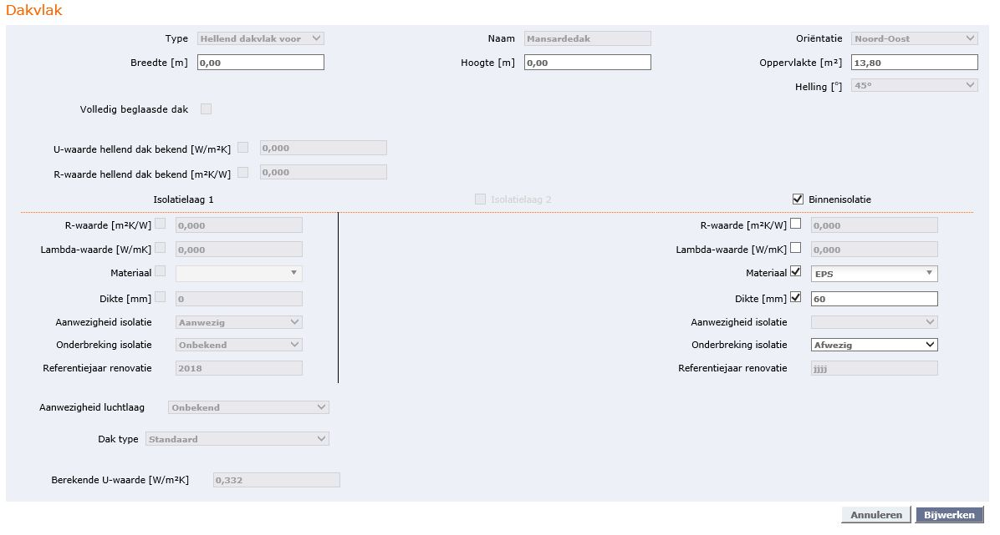 Dakvlak
Type Hellend dakvlak voor Naam Mansardedak Oriëntatie Noord-Oost
Breedte [m] 0,00 Hoogte [m] 0,00 Oppervlakte [m²] 13,80
Helling [°] 45°
Volledig beglaasde dak
U-waarde hellend dak bekend [W/m²K] 0,000
R-waarde hellend dak bekend [m²K/W] 0,000
Isolatielaag 1 Isolatielaag 2 Binnenisolatie
R-waarde [m²K/W] 0,000 R-waarde [m²K/W] 0,000
Lambda-waarde [W/mK] 0,000 Lambda-waarde [W/mK] 0,000
Materiaal Materiaal EPS
Dikte [mm] 0 Dikte [mm] 60
Aanwezigheid isolatie Aanwezig Aanwezigheid isolatie
Onderbreking isolatie Onbekend Onderbreking isolatie Afwezig
Referentiejaar renovatie 2018 Referentiejaar renovatie jjjj
Aanwezigheid luchtlaag Onbekend
Dak type Standaard
Berekende U-waarde [W/m²K] 0,332
Annuleren Bijwerken